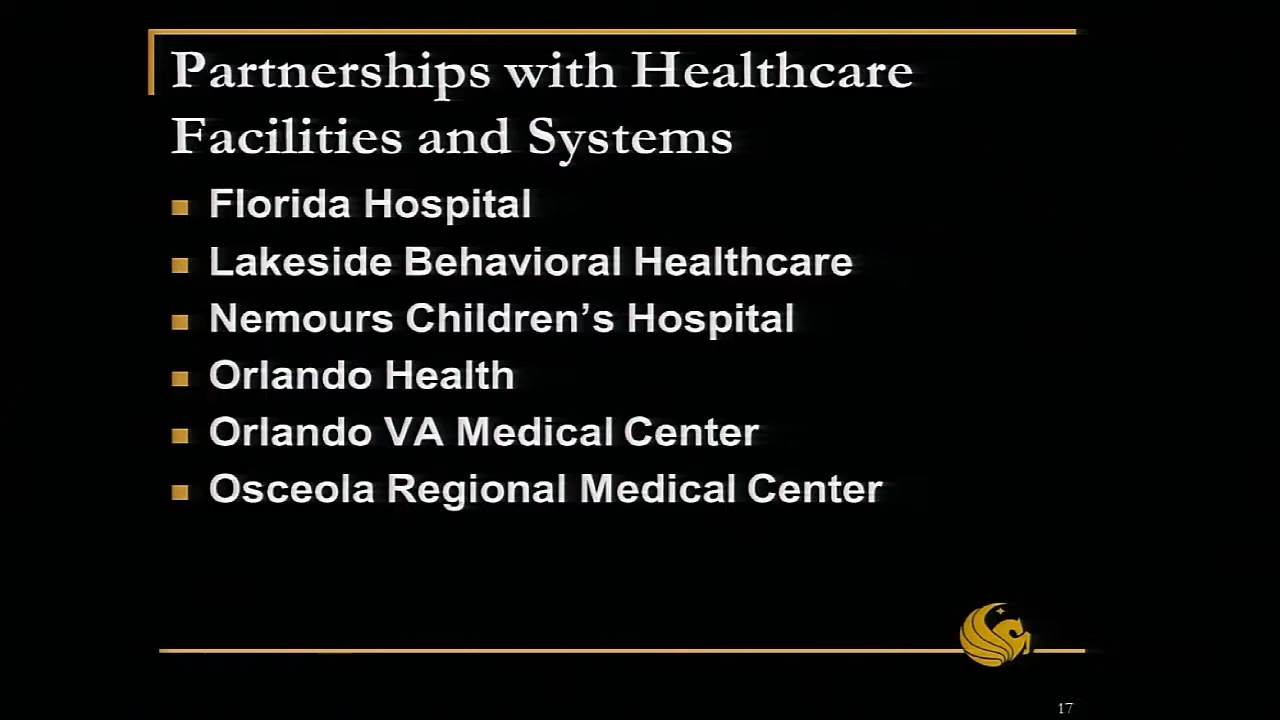 Partnerships with Healthcare
Facilities and Systems
Florida Hospital
Lakeside Behavioral Healthcare
Nemours Children’s Hospital
Orlando Health
Orlando VA Medical Center
Osceola Regional Medical Center
17